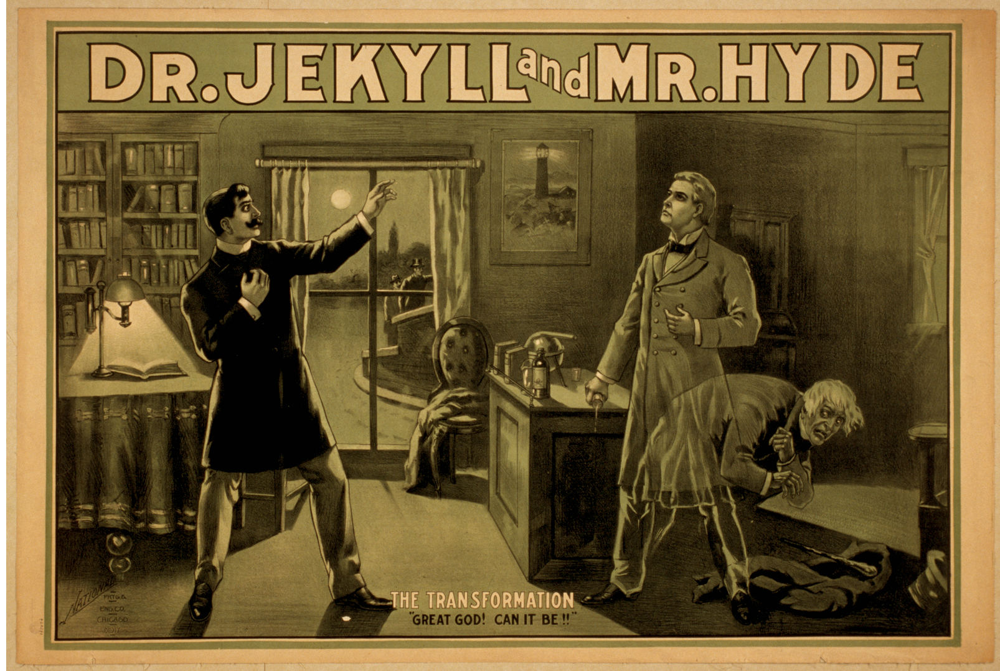 DR. JEKYLL and MR. HYDE
THE TRANSFORMATION
"GREAT GOD! CAN IT BE!!"
NATIONAL
PRTG &
ENG. CO.
CHICAGO